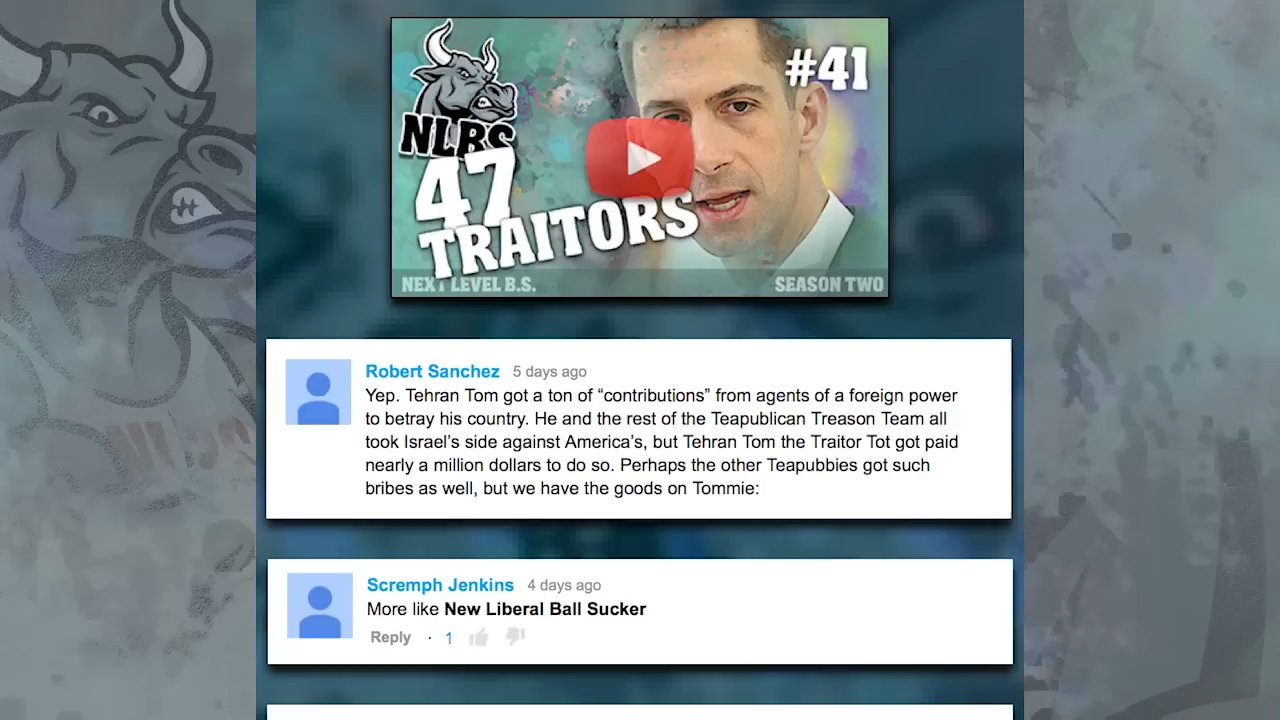 #41
NLBS
47
TRAITORS
NEXT LEVEL B.S.
SEASON TWO
Robert Sanchez 5 days ago
Yep. Tehran Tom got a ton of “contributions” from agents of a foreign power
to betray his country. He and the rest of the Teapublican Treason Team all
took Israel’s side against America’s, but Tehran Tom the Traitor Tot got paid
nearly a million dollars to do so. Perhaps the other Teapubbies got such
bribes as well, but we have the goods on Tommie:
Scremph Jenkins 4 days ago
More like New Liberal Ball Sucker
Reply · 1